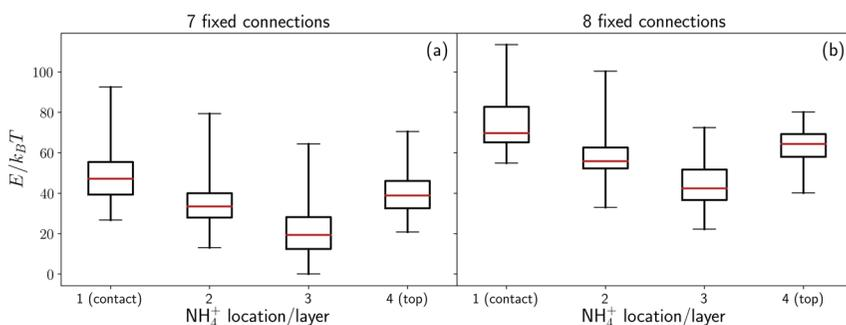 7 fixed connections
8 fixed connections
(a)
(b)
E/k_BT
100
80
60
40
20
0
1 (contact)
2
3
4 (top)
1 (contact)
2
3
4 (top)
NH₄⁺ location/layer
NH₄⁺ location/layer